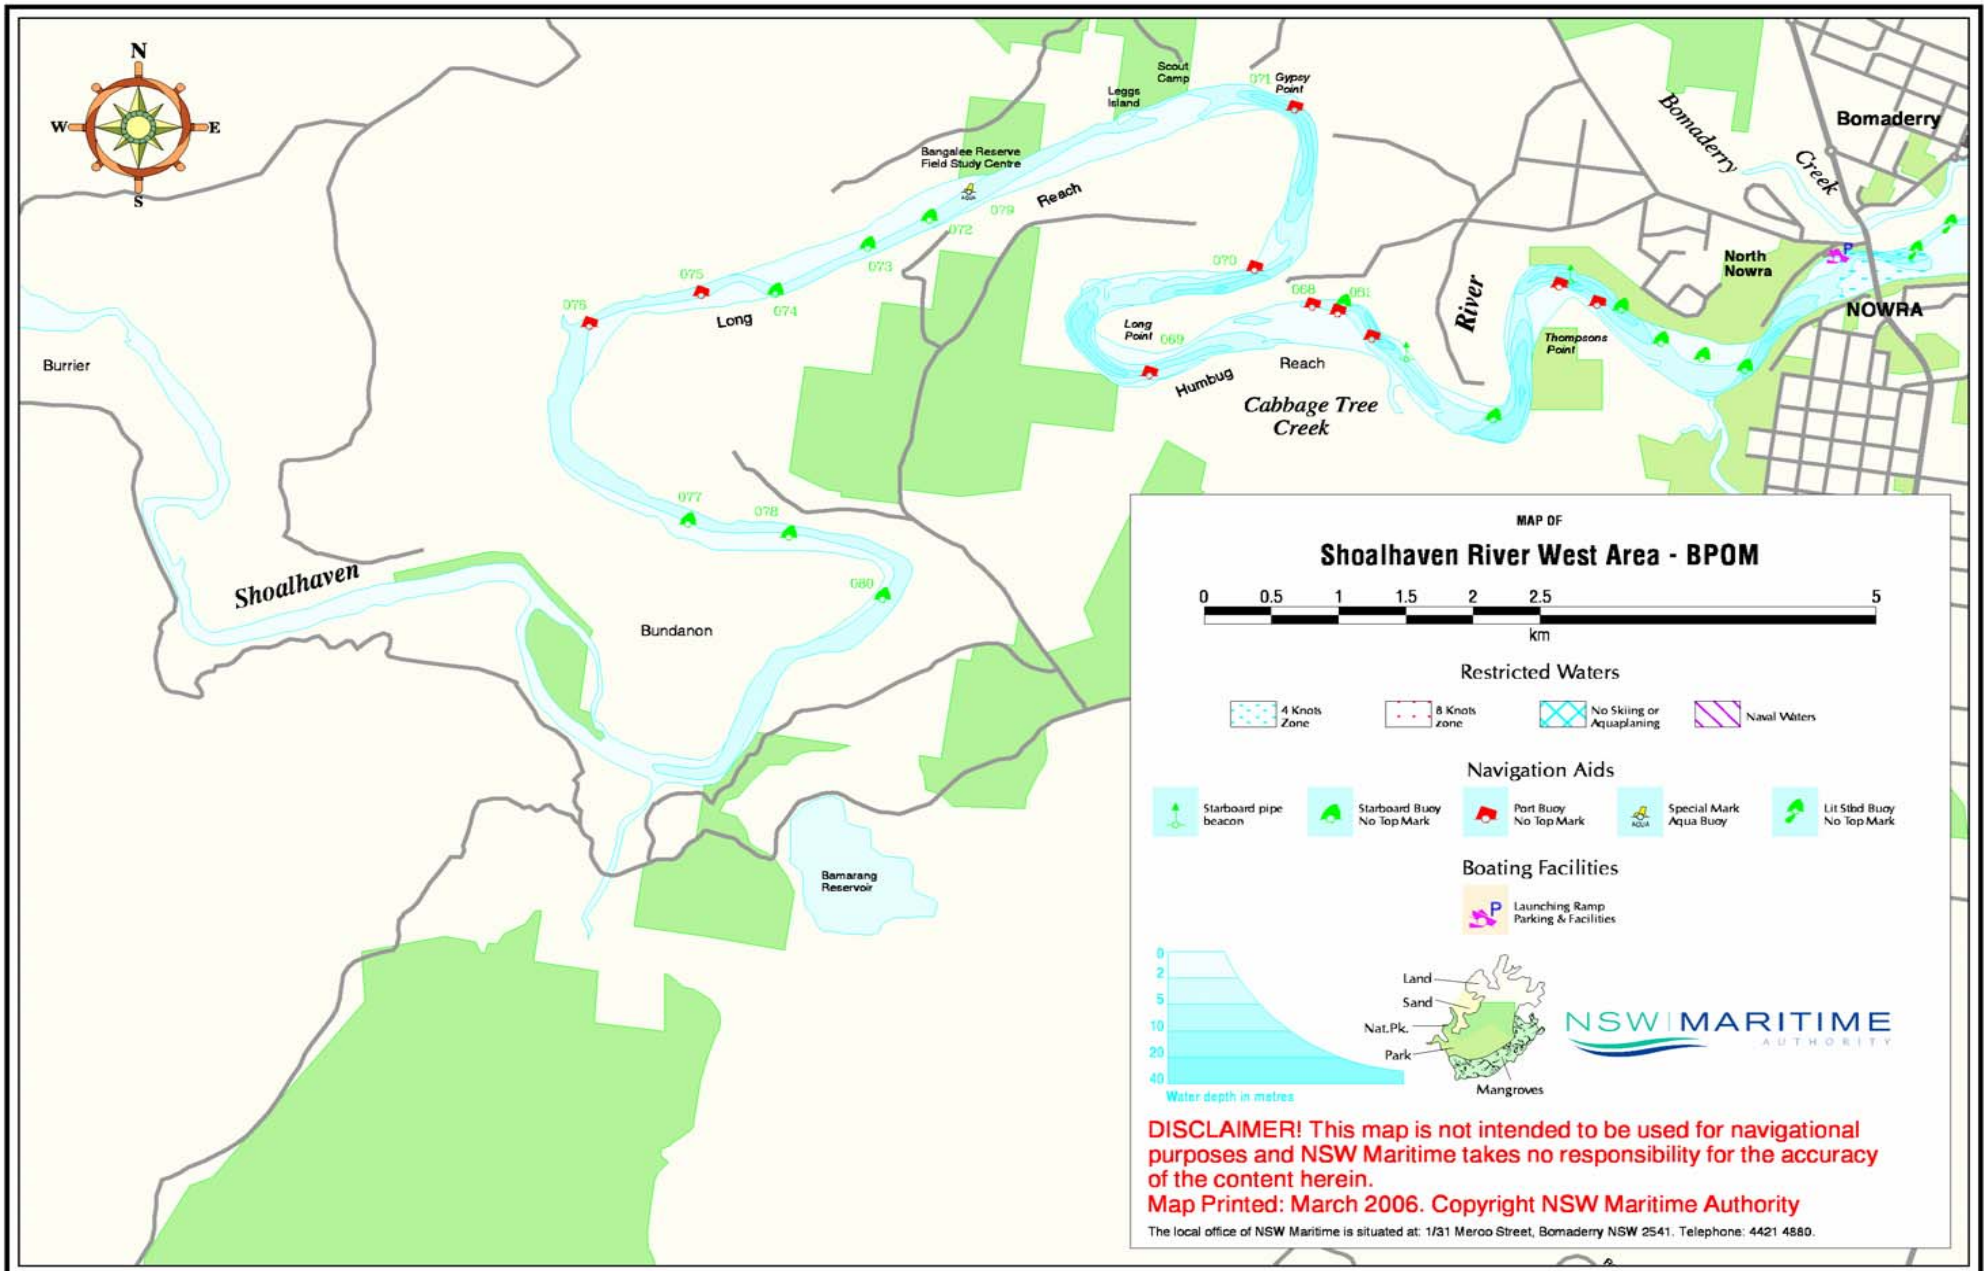 N
W
E
S
Scout
Camp
Leggs
Island
071
Gypsy
Point
Bangalee Reserve
Field Study Centre
AQUA
Reach
079
072
073
075
074
076
Long
070
068
081
Long
Point
069
Humbug
Reach
Cabbage Tree
Creek
River
Thompsons
Point
North
Nowra
P
NOWRA
Bomaderry
Creek
Bomaderry
Burrier
077
078
080
Shoalhaven
Bundanon
Bamarang
Reservoir
MAP OF
Shoalhaven River West Area - BPOM
0 0.5 1 1.5 2 2.5 5
km
Restricted Waters
4 Knots
Zone
8 Knots
zone
No Skiing or
Aquaplaning
Naval Waters
Navigation Aids
Starboard pipe
beacon
Starboard Buoy
No Top Mark
Port Buoy
No Top Mark
AQUA
Special Mark
Aqua Buoy
Lit Stbd Buoy
No Top Mark
Boating Facilities
P
Launching Ramp
Parking & Facilities
0
2
5
10
20
40
Water depth in metres
Land
Sand
Nat.Pk.
Park
Mangroves
NSW MARITIME
AUTHORITY
DISCLAIMER! This map is not intended to be used for navigational
purposes and NSW Maritime takes no responsibility for the accuracy
of the content herein.
Map Printed: March 2006. Copyright NSW Maritime Authority
The local office of NSW Maritime is situated at: 1/31 Meroo Street, Bomaderry NSW 2541. Telephone: 4421 4880.